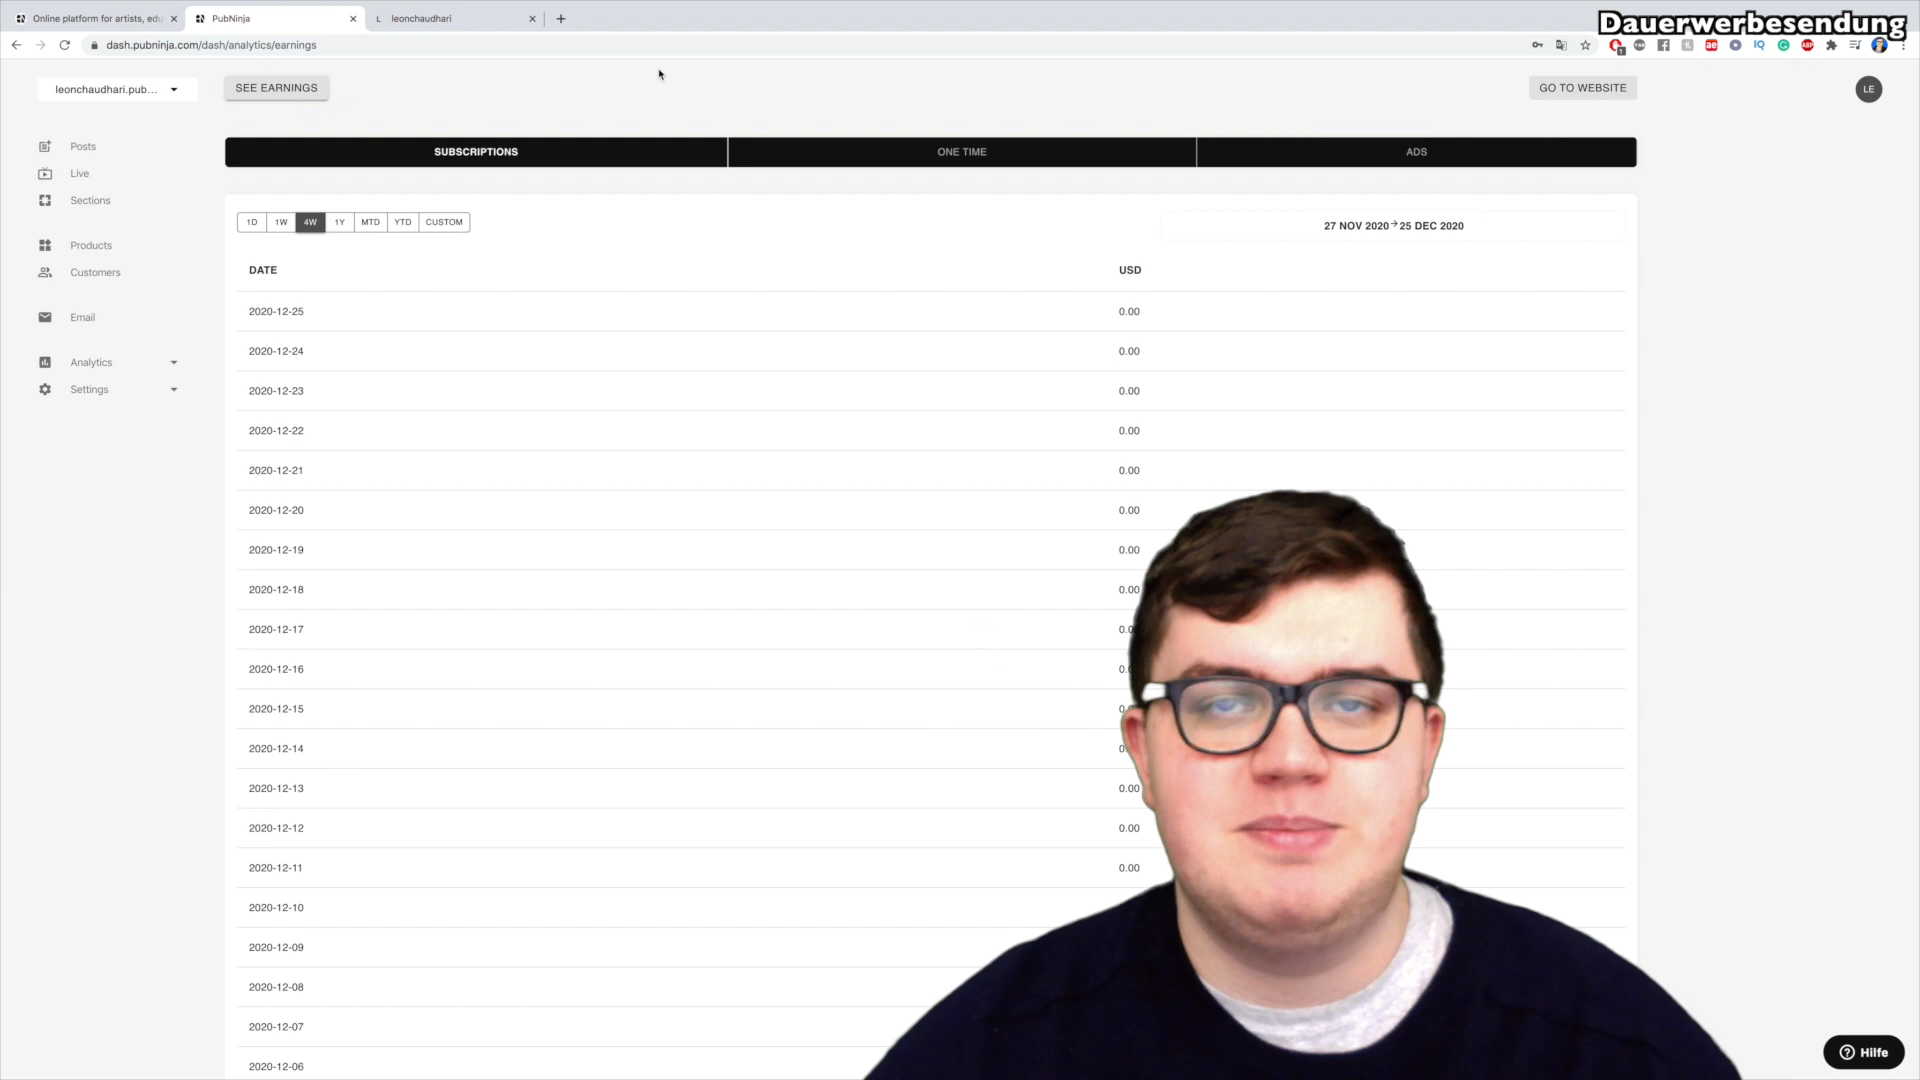 Online platform for artists, edu
PubNinja
L leonchaudhari
Dauerwerbesendung
dash.pubninja.com/dash/analytics/earnings
leonchaudhari.pub...
SEE EARNINGS
GO TO WEBSITE
LE
Posts
Live
Sections
Products
Customers
Email
Analytics
Settings
SUBSCRIPTIONS
ONE TIME
ADS
1D 1W 4W 1Y MTD YTD CUSTOM
27 NOV 2020 → 25 DEC 2020
DATE USD
2020-12-25 0.00
2020-12-24 0.00
2020-12-23 0.00
2020-12-22 0.00
2020-12-21 0.00
2020-12-20 0.00
2020-12-19 0.00
2020-12-18 0.00
2020-12-17 0.0
2020-12-16 0.
2020-12-15 0.
2020-12-14 0.
2020-12-13 0.00
2020-12-12 0.00
2020-12-11 0.00
2020-12-10
2020-12-09
2020-12-08
2020-12-07
2020-12-06
Hilfe